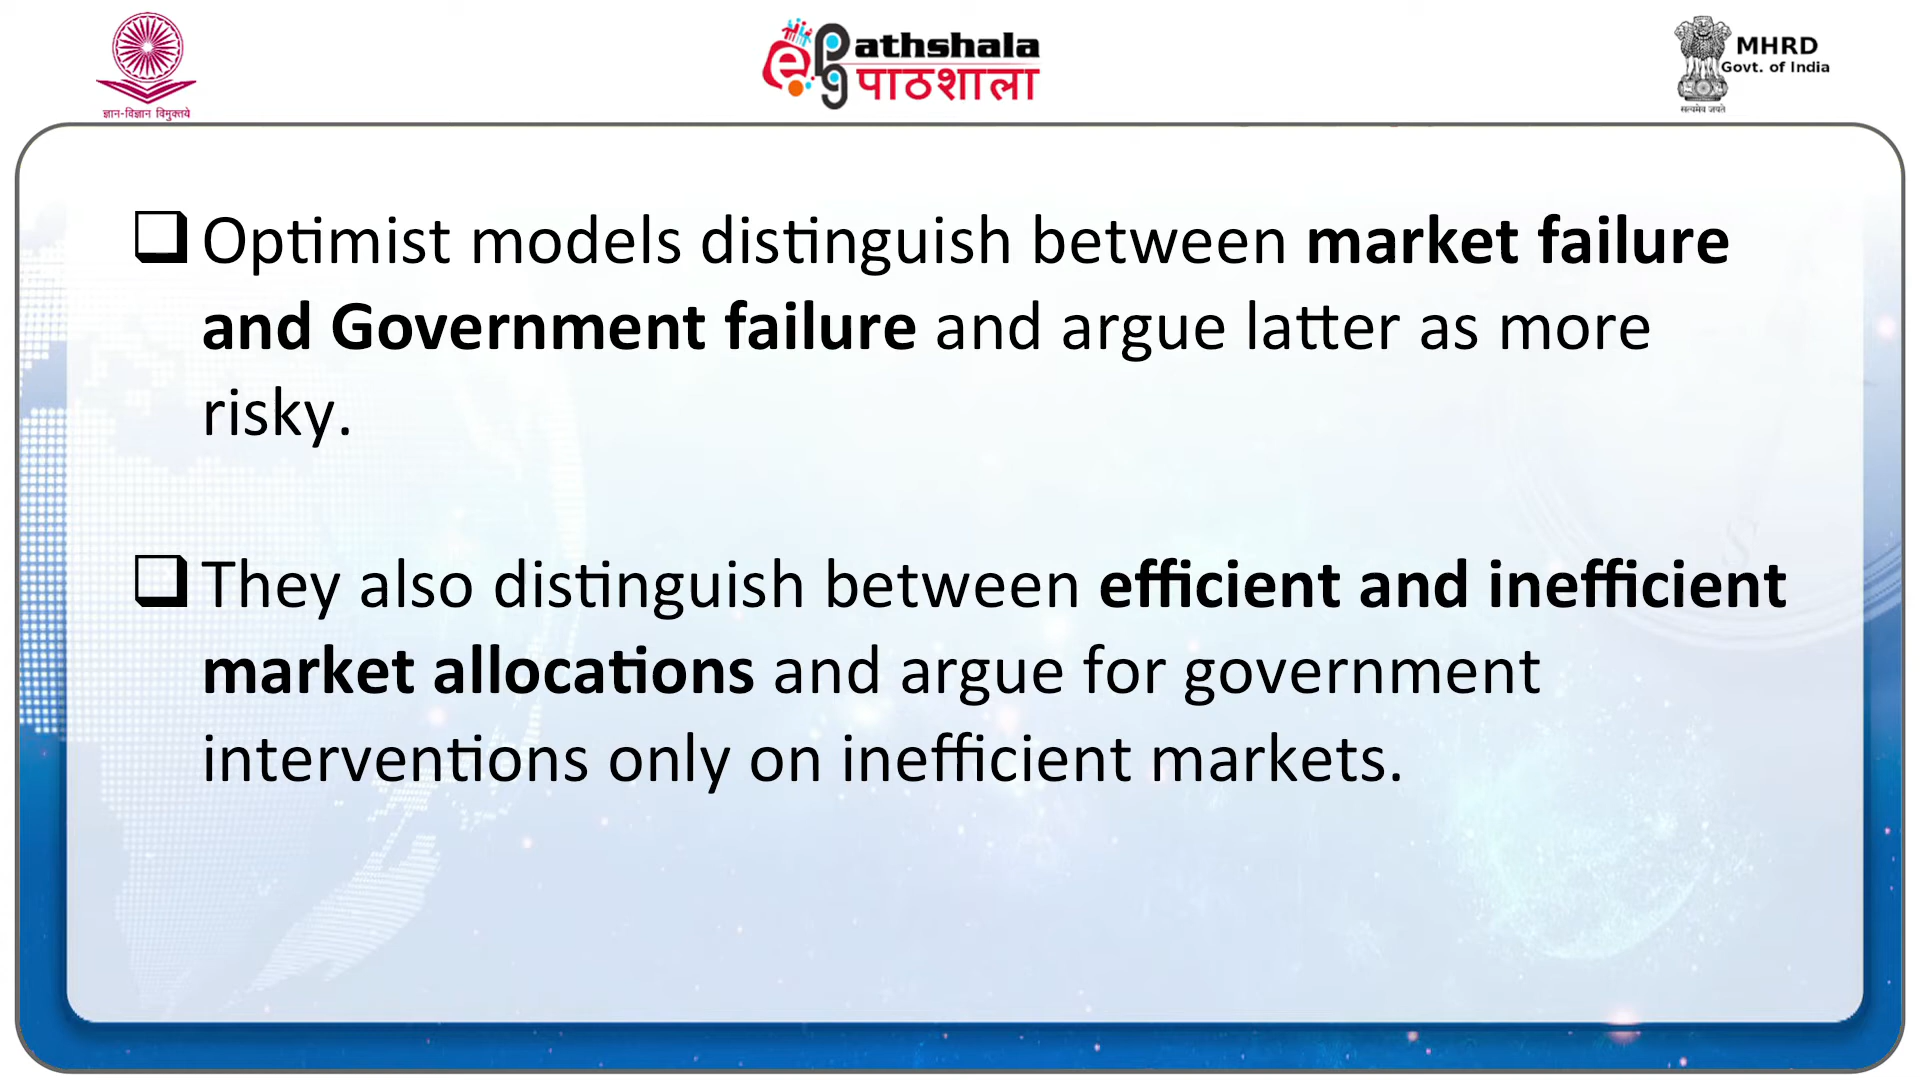 ज्ञान-विज्ञान विमुक्तये
ePG
athshala
पाठशाला
MHRD
Govt. of India
सत्यमेव जयते
❑ Optimist models distinguish between market failure
and Government failure and argue latter as more
risky.
❑ They also distinguish between efficient and inefficient
market allocations and argue for government
interventions only on inefficient markets.